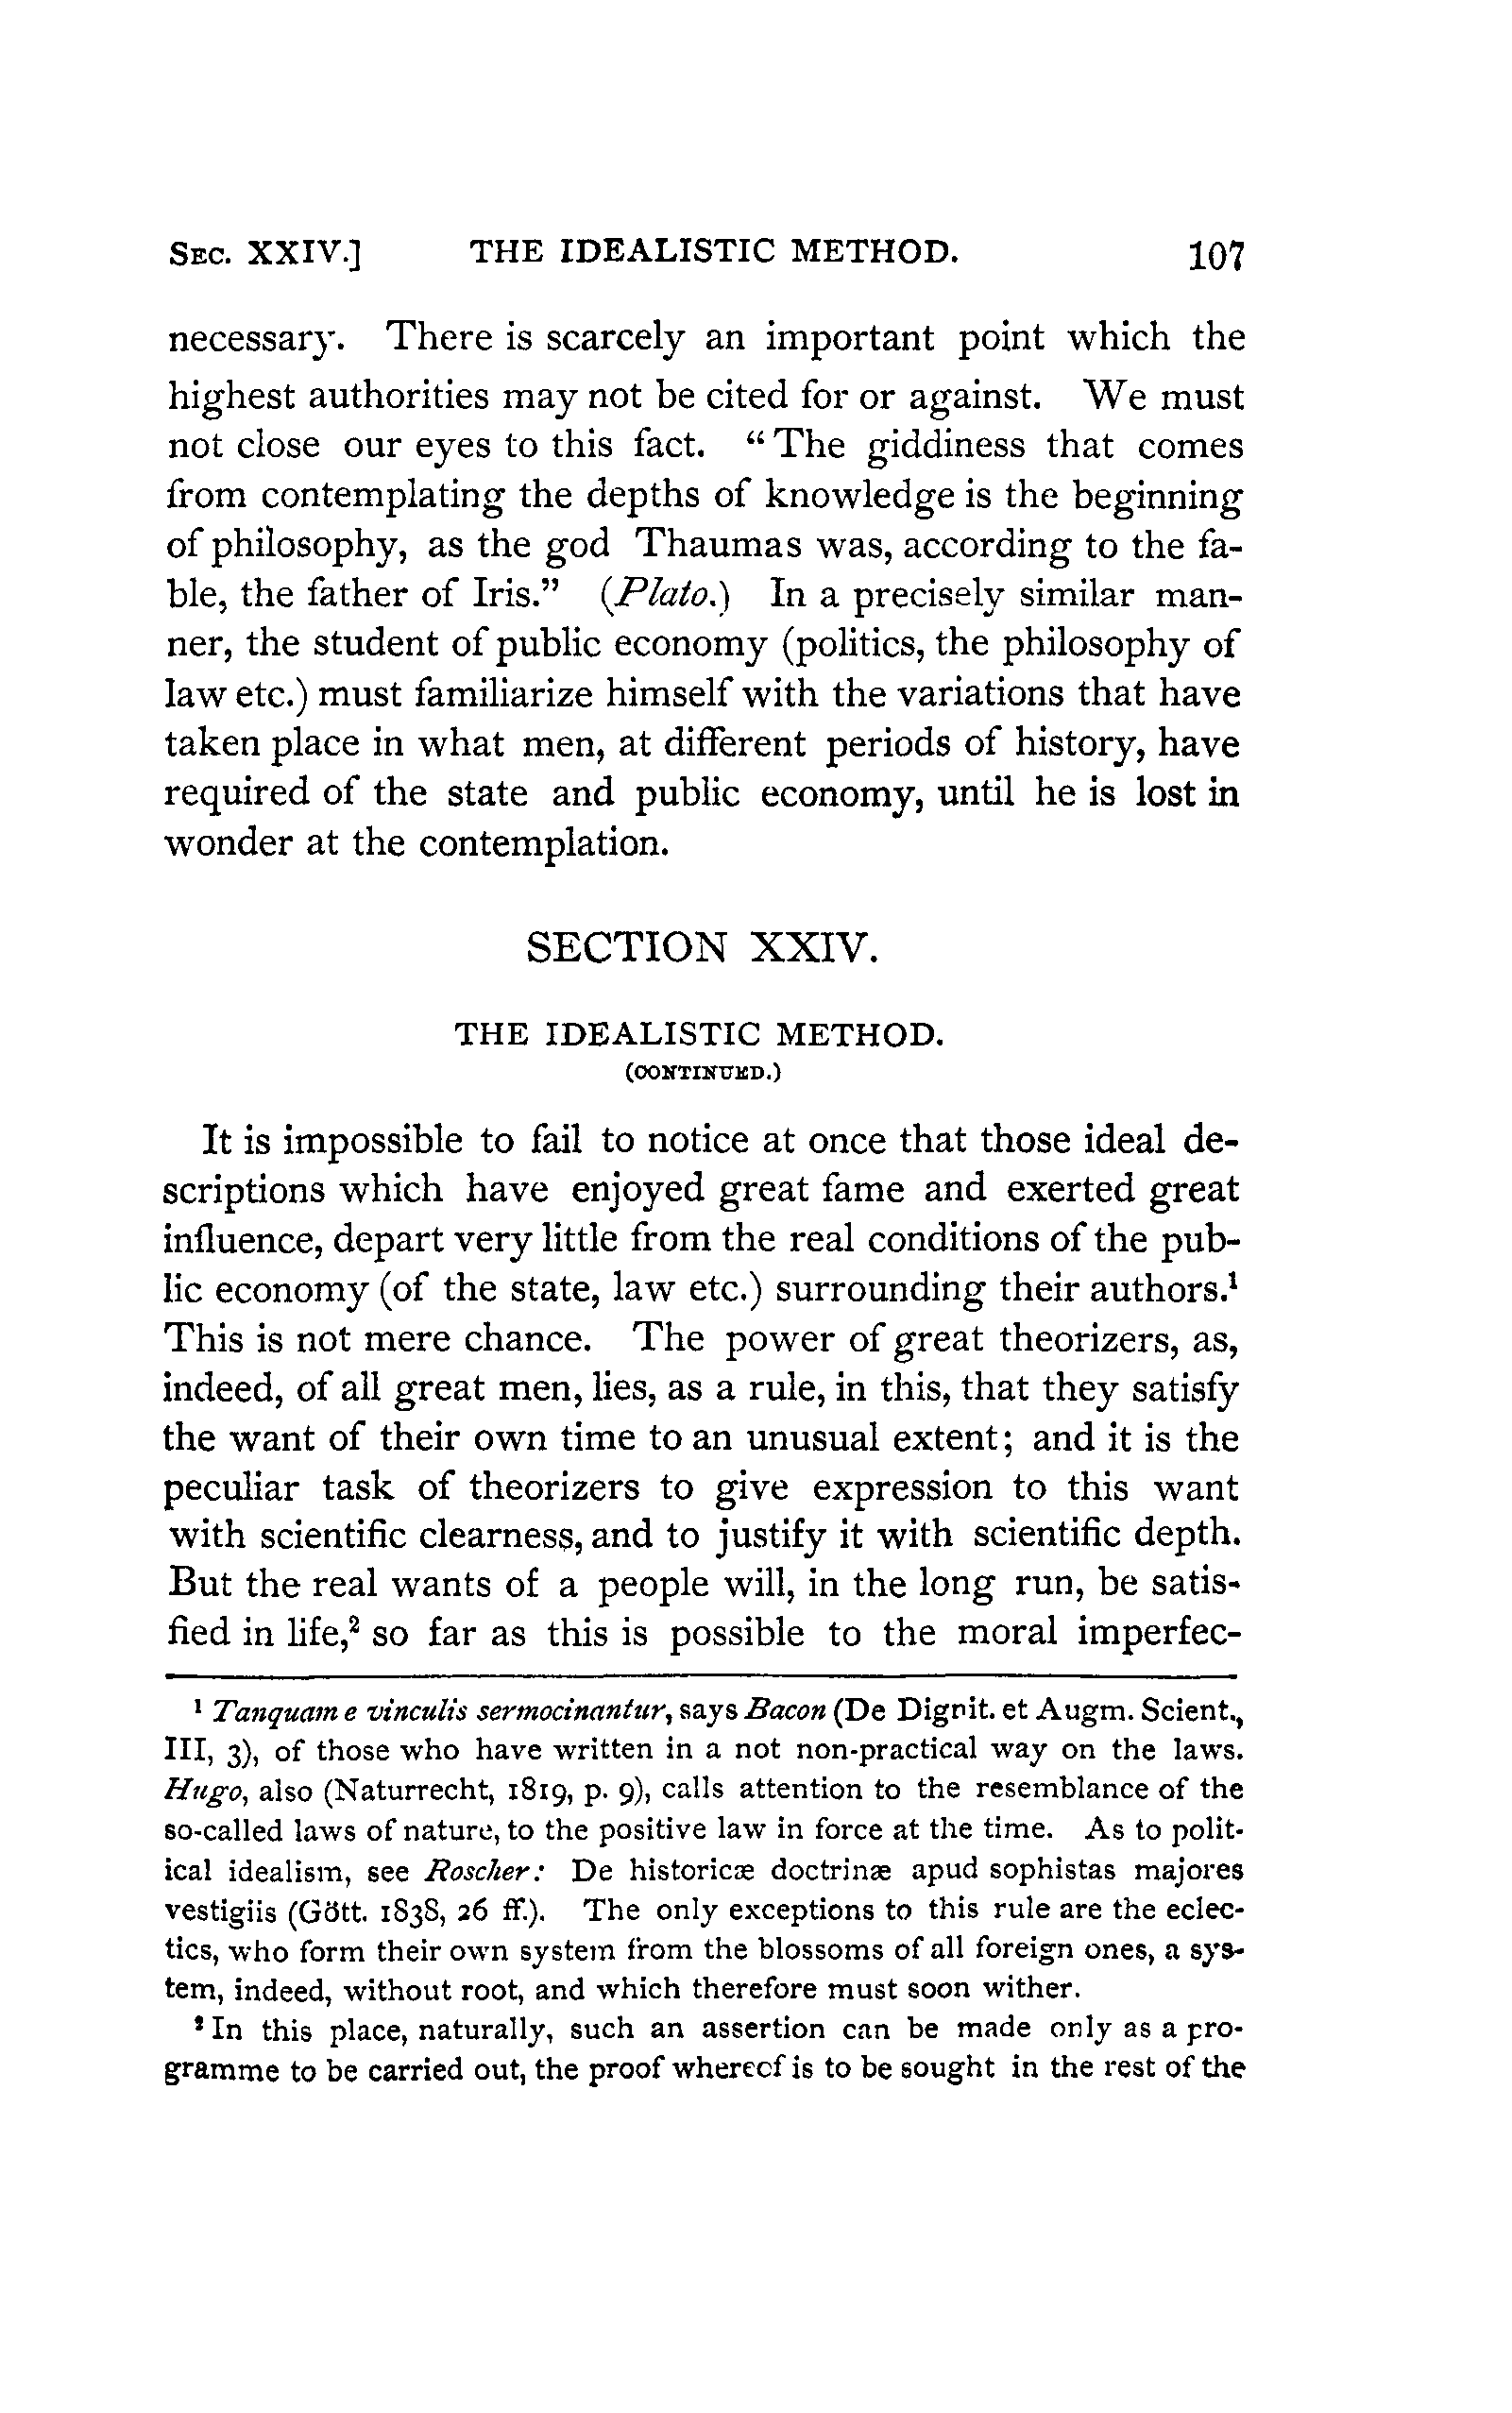 SEC. XXIV.] THE IDEALISTIC METHOD. 107
necessary. There is scarcely an important point which the
highest authorities may not be cited for or against. We must
not close our eyes to this fact. “The giddiness that comes
from contemplating the depths of knowledge is the beginning
of philosophy, as the god Thaumas was, according to the fa-
ble, the father of Iris.” (Plato.) In a precisely similar man-
ner, the student of public economy (politics, the philosophy of
law etc.) must familiarize himself with the variations that have
taken place in what men, at different periods of history, have
required of the state and public economy, until he is lost in
wonder at the contemplation.
SECTION XXIV.
THE IDEALISTIC METHOD.
(CONTINUED.)
It is impossible to fail to notice at once that those ideal de-
scriptions which have enjoyed great fame and exerted great
influence, depart very little from the real conditions of the pub-
lic economy (of the state, law etc.) surrounding their authors.¹
This is not mere chance. The power of great theorizers, as,
indeed, of all great men, lies, as a rule, in this, that they satisfy
the want of their own time to an unusual extent; and it is the
peculiar task of theorizers to give expression to this want
with scientific clearness, and to justify it with scientific depth.
But the real wants of a people will, in the long run, be satis-
fied in life,² so far as this is possible to the moral imperfec-
¹ Tanquam e vinculis sermocinantur, says Bacon (De Dignit. et Augm. Scient.,
III, 3), of those who have written in a not non-practical way on the laws.
Hugo, also (Naturrecht, 1819, p. 9), calls attention to the resemblance of the
so-called laws of nature, to the positive law in force at the time. As to polit-
ical idealism, see Roscher: De historicæ doctrinæ apud sophistas majores
vestigiis (Gött. 1838, 26 ff.). The only exceptions to this rule are the eclec-
tics, who form their own system from the blossoms of all foreign ones, a sys-
tem, indeed, without root, and which therefore must soon wither.
² In this place, naturally, such an assertion can be made only as a pro-
gramme to be carried out, the proof whereof is to be sought in the rest of the